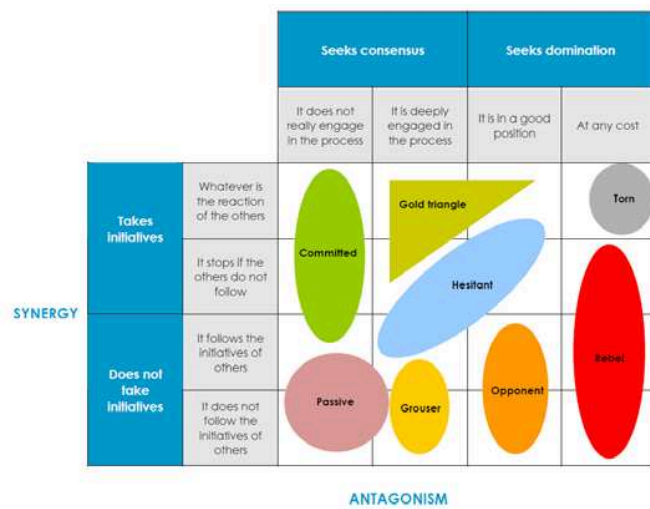 Seeks consensus
Seeks domination
It does not
really engage
in the process
It is deeply
engaged in
the process
It is in a good
position
At any cost
Takes
initiatives
Whatever is
the reaction
of the others
Gold triangle
Torn
Committed
It stops if the
others do not
follow
Hesitant
SYNERGY
Does not
take
initiatives
It follows the
initiatives of
others
Rebel
Passive
Grouser
Opponent
It does not
follow the
initiatives of
others
ANTAGONISM